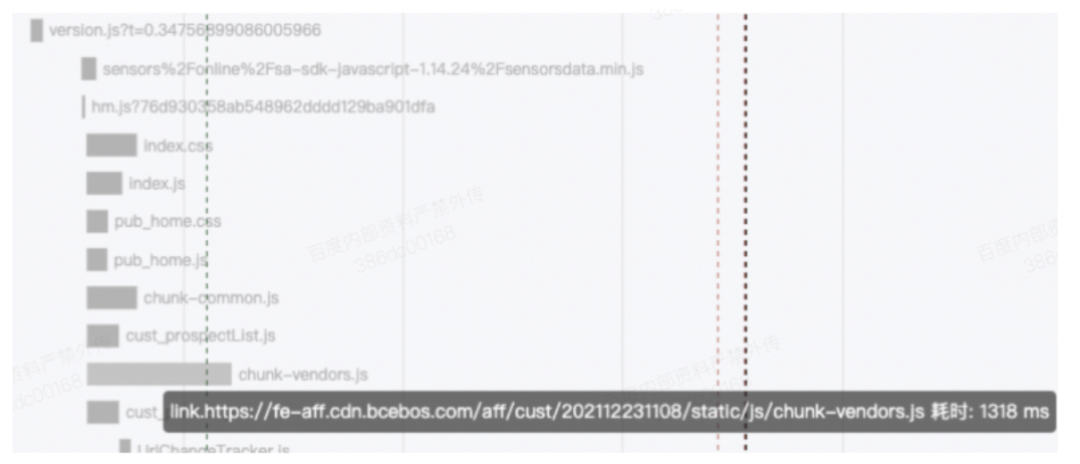 version.js?t=0.34756899086005966
sensors%2Fonline%2Fsa-sdk-javascript-1.14.24%2Fsensorsdata.min.js
hm.js?76d930358ab548962dddd129ba901dfa
index.css
index.js
pub_home.css
百度内部资料严禁外传
386dc00168
pub_home.js
chunk-common.js
cust_prospectList.js
chunk-vendors.js
cust_
link.https://fe-aff.cdn.bcebos.com/aff/cust/202112231108/static/js/chunk-vendors.js 耗时: 1318 ms
UrlChangeTracker.js